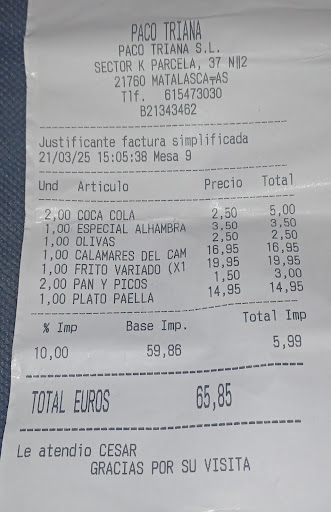 PACO TRIANA
PACO TRIANA S.L.
SECTOR K PARCELA, 37 Nº2
21760 MATALASCA¬AS
Tlf. 615473030
B21343462
Justificante factura simplificada
21/03/25 15:05:38 Mesa 9
Und Articulo Precio Total
2,00 COCA COLA 2,50 5,00
1,00 ESPECIAL ALHAMBRA 3,50 3,50
1,00 OLIVAS 2,50 2,50
1,00 CALAMARES DEL CAM 16,95 16,95
1,00 FRITO VARIADO (X1 19,95 19,95
2,00 PAN Y PICOS 1,50 3,00
1,00 PLATO PAELLA 14,95 14,95
% Imp Base Imp. Total Imp
10,00 59,86 5,99
TOTAL EUROS 65,85
Le atendio CESAR
GRACIAS POR SU VISITA